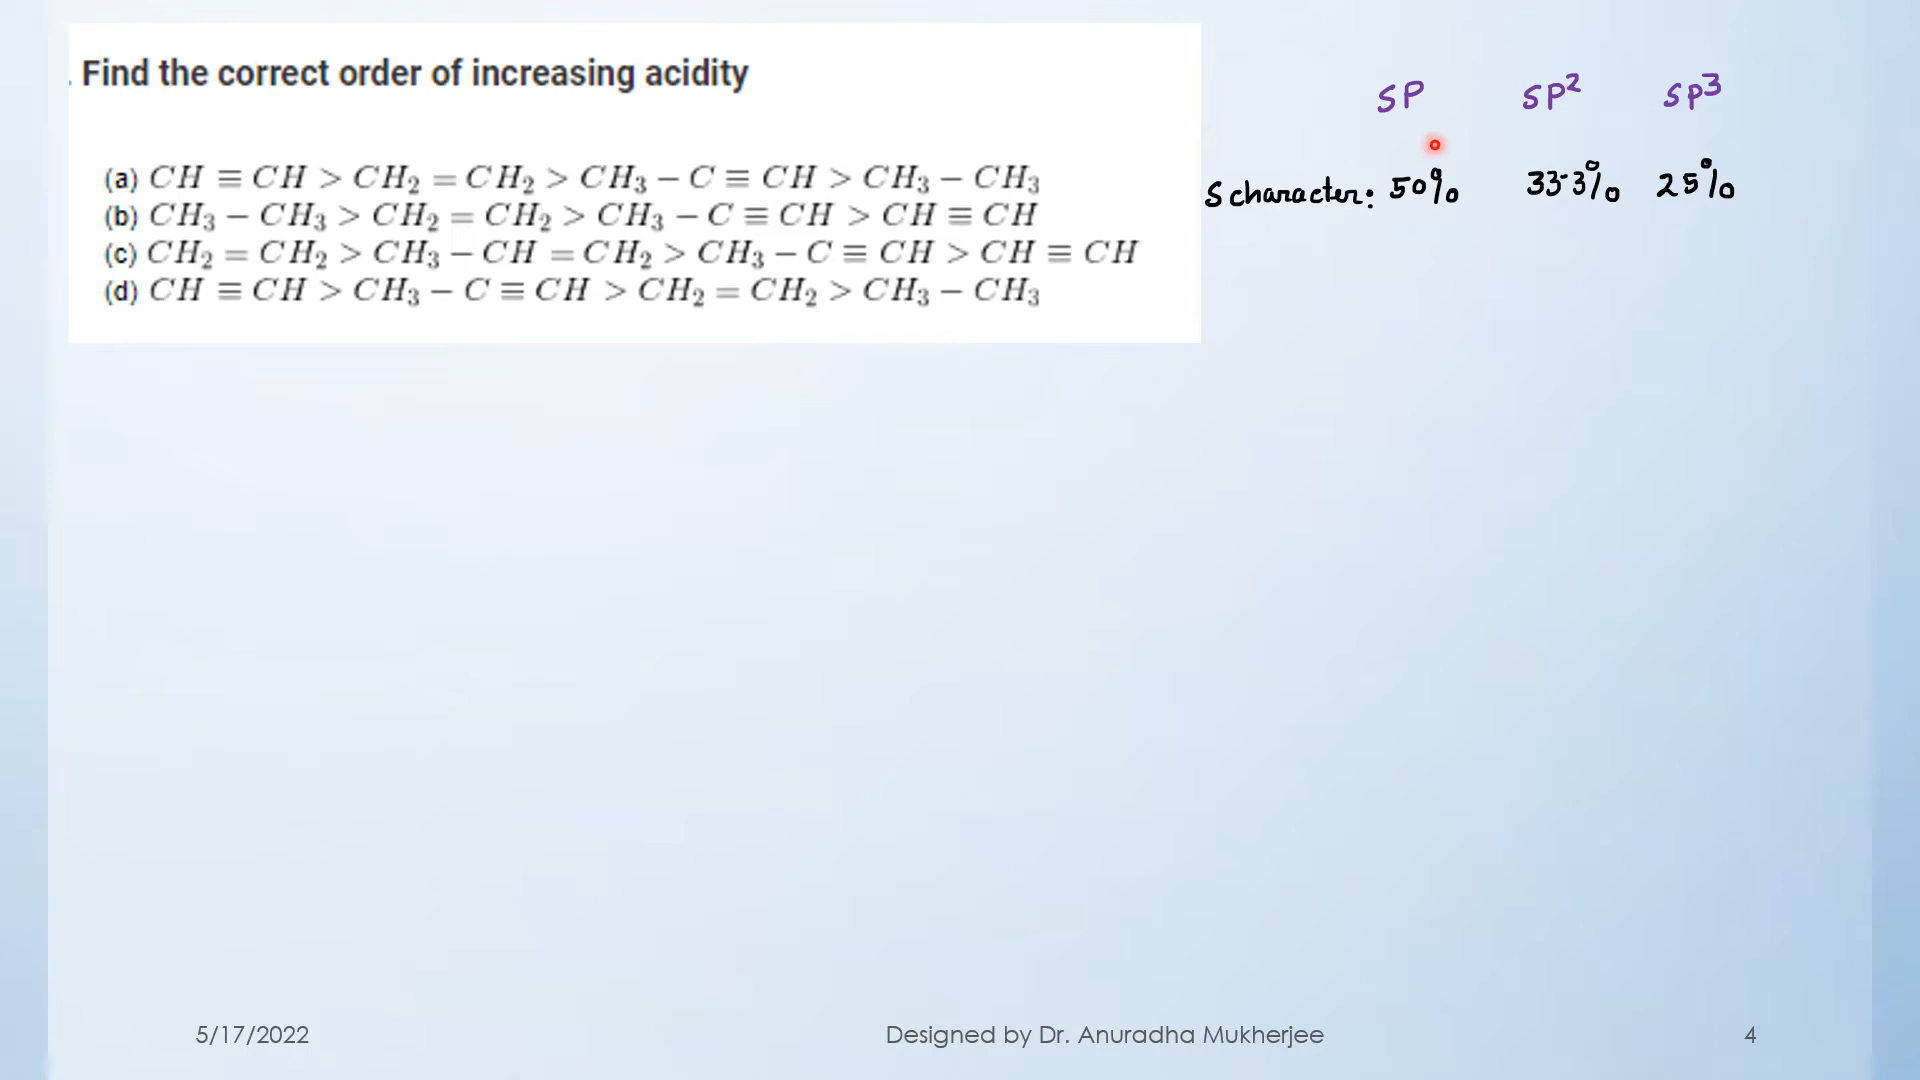 . Find the correct order of increasing acidity
(a) CH ≡ CH > CH₂ = CH₂ > CH₃ − C ≡ CH > CH₃ − CH₃
(b) CH₃ − CH₃ > CH₂ = CH₂ > CH₃ − C ≡ CH > CH ≡ CH
(c) CH₂ = CH₂ > CH₃ − CH = CH₂ > CH₃ − C ≡ CH > CH ≡ CH
(d) CH ≡ CH > CH₃ − C ≡ CH > CH₂ = CH₂ > CH₃ − CH₃
SP SP² SP³
S character: 50% 33.3% 25%
5/17/2022 Designed by Dr. Anuradha Mukherjee 4